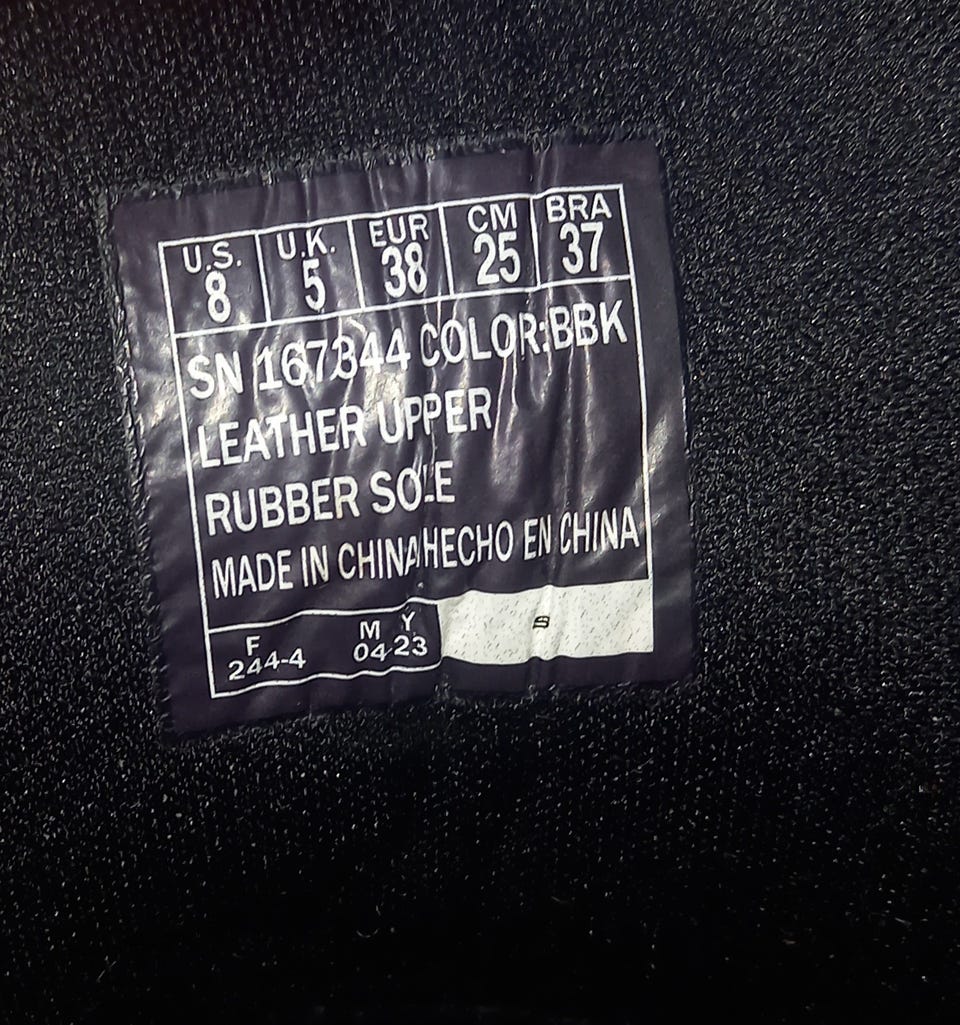 U.S. U.K. EUR CM BRA
8 5 38 25 37
SN 167344 COLOR:BBK
LEATHER UPPER
RUBBER SOLE
MADE IN CHINA HECHO EN CHINA
F M Y
244-4 04 23
S